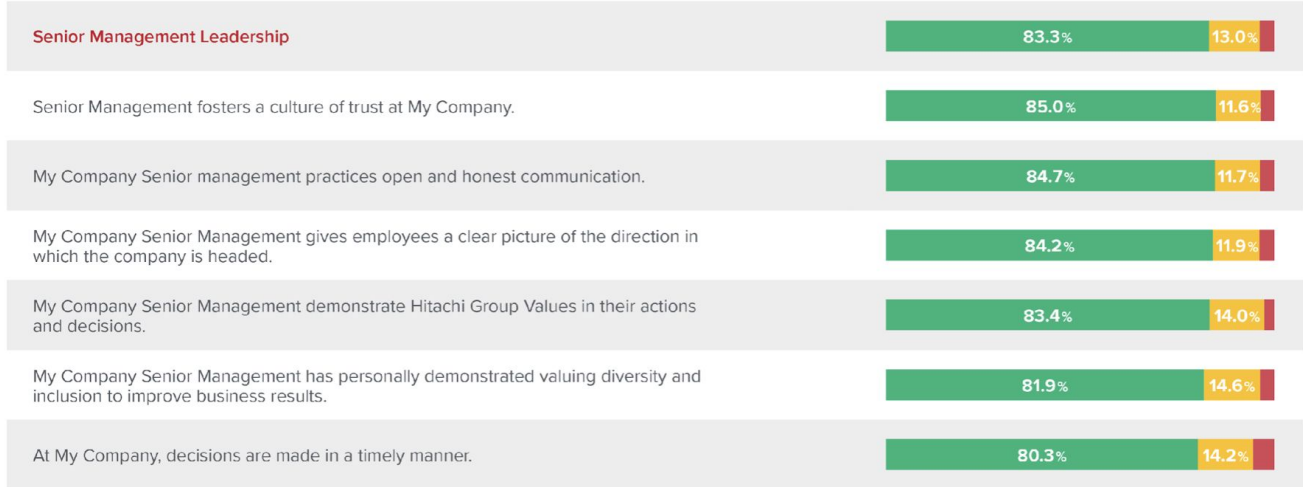 Senior Management Leadership
83.3%
13.0%
Senior Management fosters a culture of trust at My Company.
85.0%
11.6%
My Company Senior management practices open and honest communication.
84.7%
11.7%
My Company Senior Management gives employees a clear picture of the direction in
which the company is headed.
84.2%
11.9%
My Company Senior Management demonstrate Hitachi Group Values in their actions
and decisions.
83.4%
14.0%
My Company Senior Management has personally demonstrated valuing diversity and
inclusion to improve business results.
81.9%
14.6%
At My Company, decisions are made in a timely manner.
80.3%
14.2%